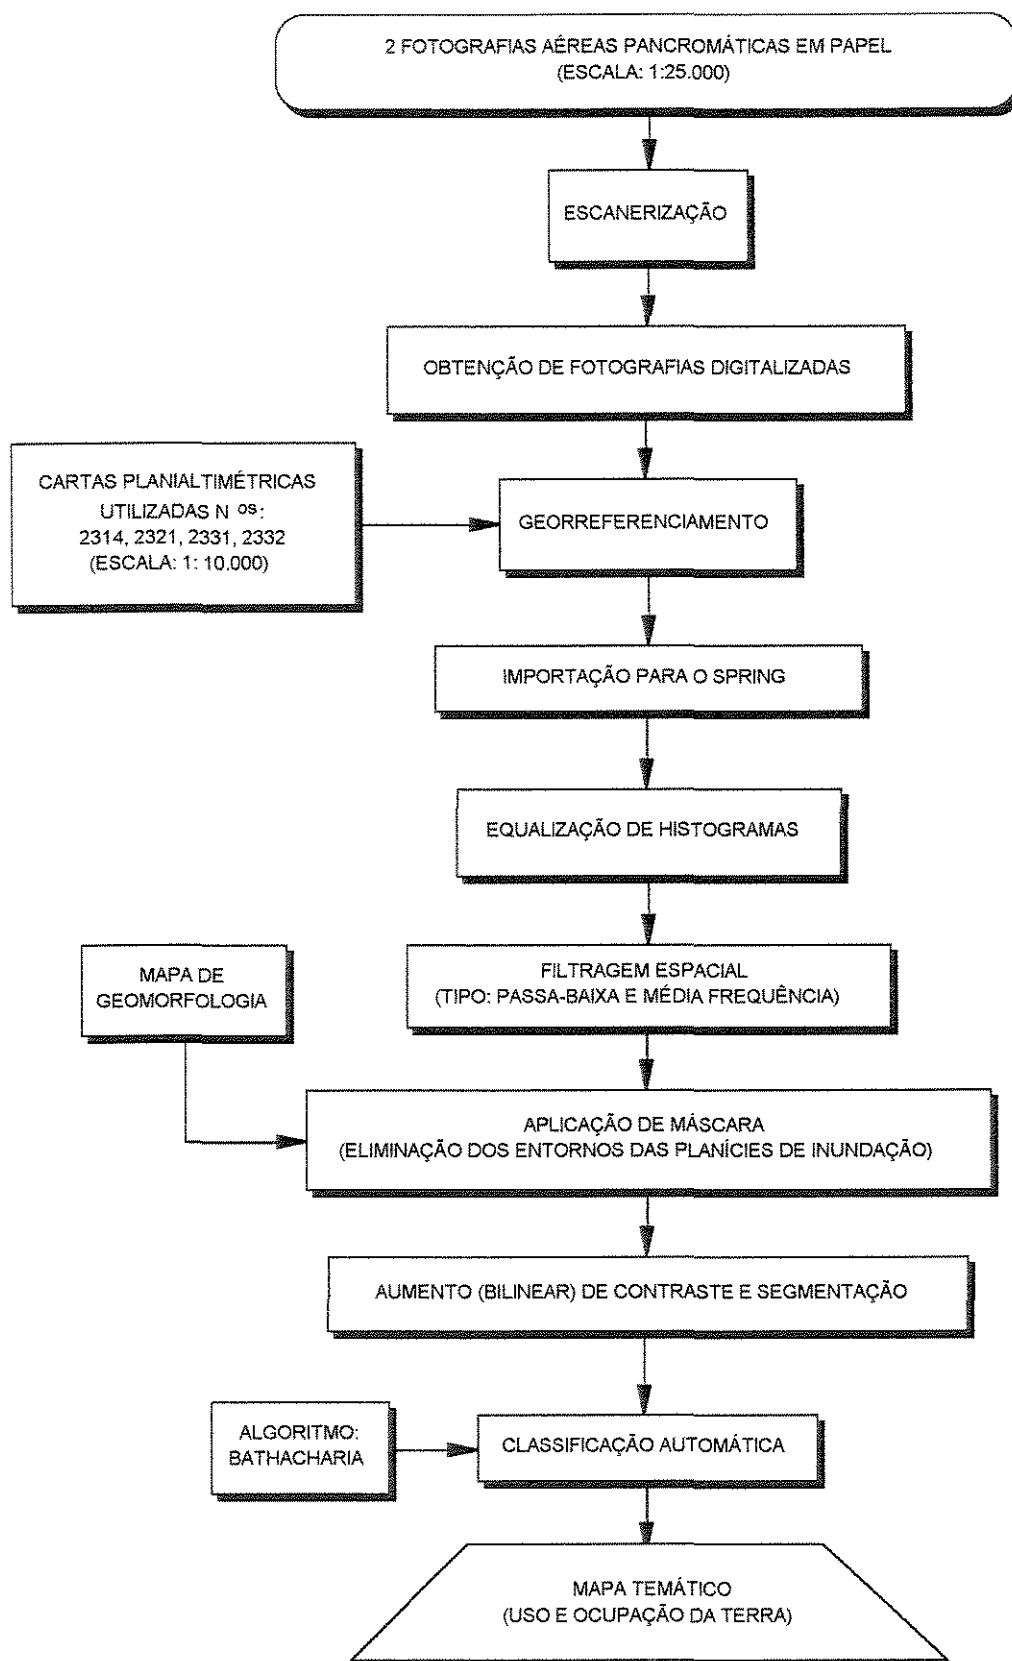 2 FOTOGRAFIAS AÉREAS PANCROMÁTICAS EM PAPEL
(ESCALA: 1:25.000)
ESCANERIZAÇÃO
OBTENÇÃO DE FOTOGRAFIAS DIGITALIZADAS
CARTAS PLANIALTIMÉTRICAS
UTILIZADAS N ºs:
2314, 2321, 2331, 2332
(ESCALA: 1: 10.000)
GEORREFERENCIAMENTO
IMPORTAÇÃO PARA O SPRING
EQUALIZAÇÃO DE HISTOGRAMAS
MAPA DE
GEOMORFOLOGIA
FILTRAGEM ESPACIAL
(TIPO: PASSA-BAIXA E MÉDIA FREQUÊNCIA)
APLICAÇÃO DE MÁSCARA
(ELIMINAÇÃO DOS ENTORNOS DAS PLANÍCIES DE INUNDAÇÃO)
AUMENTO (BILINEAR) DE CONTRASTE E SEGMENTAÇÃO
ALGORITMO:
BATHACHARIA
CLASSIFICAÇÃO AUTOMÁTICA
MAPA TEMÁTICO
(USO E OCUPAÇÃO DA TERRA)